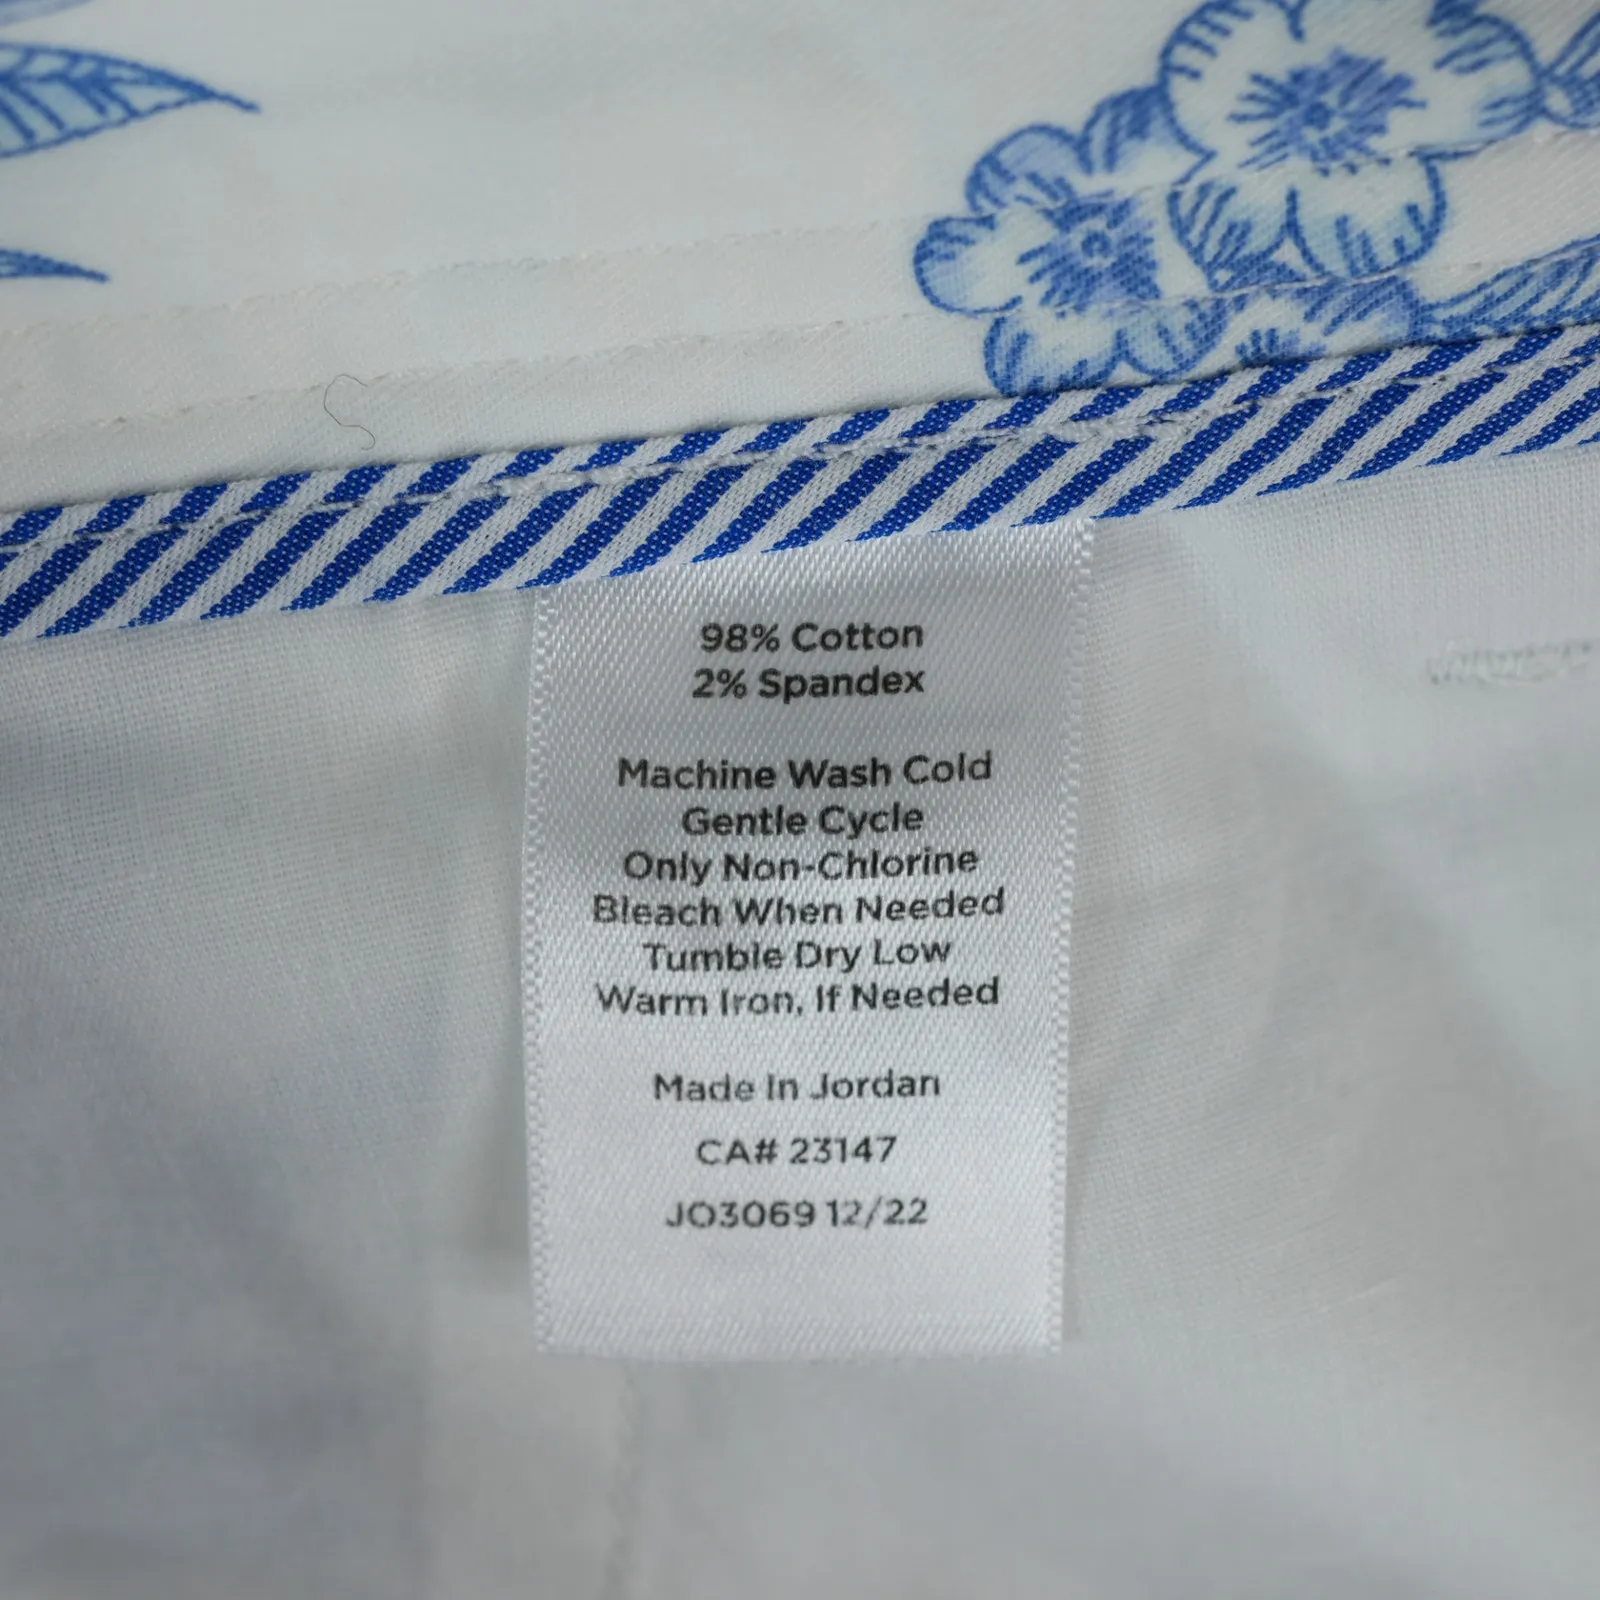 98% Cotton
2% Spandex
Machine Wash Cold
Gentle Cycle
Only Non-Chlorine
Bleach When Needed
Tumble Dry Low
Warm Iron, If Needed
Made In Jordan
CA# 23147
JO3069 12/22